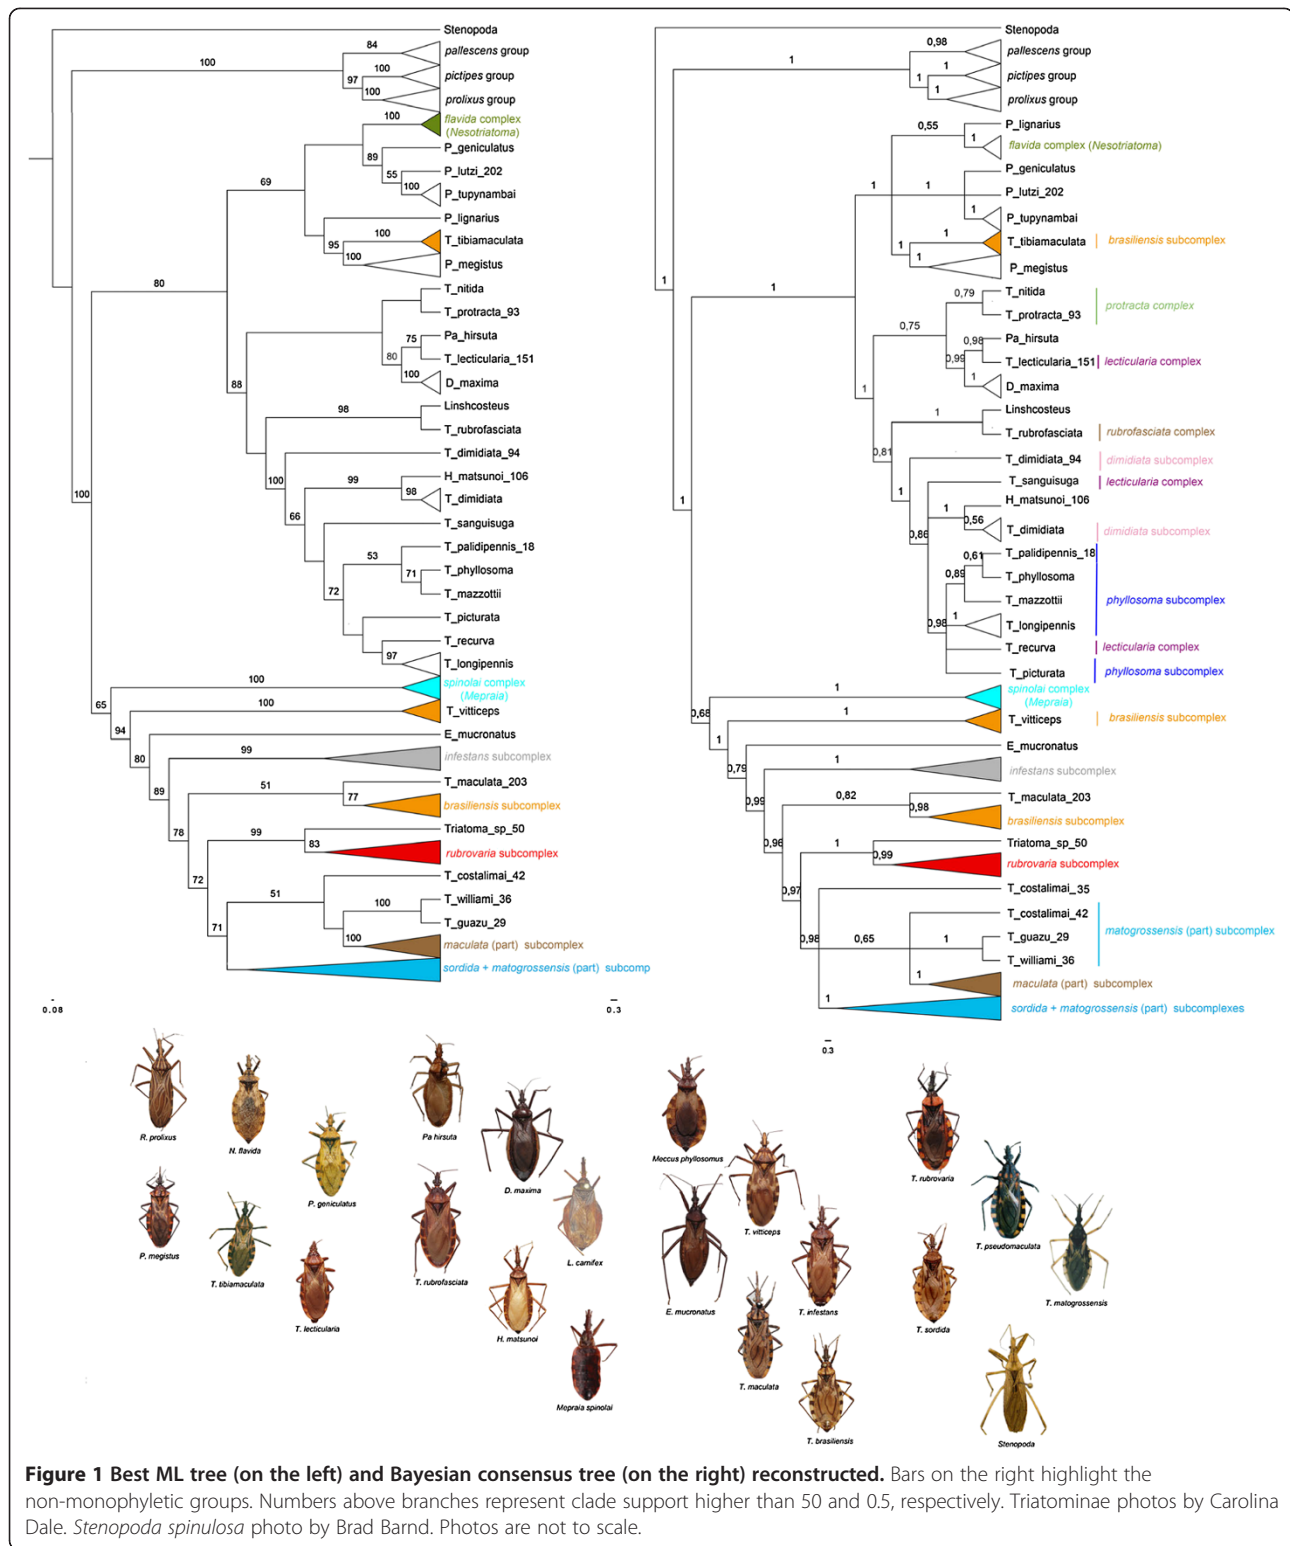 Stenopoda
84
pallescens group
100
100
pictipes group
97
100
prolixus group
100
flavida complex
(Nesotriatoma)
P_geniculatus
89
P_lutzi_202
55
100
P_tupynambai
69
P_lignarius
100
T_tibiamaculata
95
100
P_megistus
80
T_nitida
T_protracta_93
75
Pa_hirsuta
80
T_lecticularia_151
100
D_maxima
88
98
Linshcosteus
T_rubrofasciata
T_dimidiata_94
100
99
H_matsunoi_106
98
T_dimidiata
66
T_sanguisuga
53
T_palidipennis_18
71
T_phyllosoma
72
T_mazzottii
T_picturata
T_recurva
97
T_longipennis
100
100
spinolai complex
(Mepraia)
65
100
T_vitticeps
94
E_mucronatus
80
99
infestans subcomplex
89
51
T_maculata_203
77
brasiliensis subcomplex
78
99
Triatoma_sp_50
83
rubrovaria subcomplex
72
T_costalimai_42
51
100
T_williami_36
T_guazu_29
71
100
maculata (part) subcomplex
sordida + matogrossensis (part) subcomp
0.08
0.3
Stenopoda
0,98
pallescens group
1
1
pictipes group
1
1
prolixus group
0,55
P_lignarius
1
flavida complex (Nesotriatoma)
P_geniculatus
1
1
P_lutzi_202
1
P_tupynambai
1
T_tibiamaculata
brasiliensis subcomplex
1
1
P_megistus
1
1
0,79
T_nitida
protracta complex
T_protracta_93
0,75
0,98
Pa_hirsuta
0,99
T_lecticularia_151
lecticularia complex
1
D_maxima
1
1
Linshcosteus
T_rubrofasciata
rubrofasciata complex
0,81
T_dimidiata_94
dimidiata subcomplex
1
T_sanguisuga
lecticularia complex
1
H_matsunoi_106
0,56
T_dimidiata
dimidiata subcomplex
0,86
0,61
T_palidipennis_18
0,89
T_phyllosoma
T_mazzottii
phyllosoma subcomplex
1
0,98
T_longipennis
T_recurva
lecticularia complex
T_picturata
phyllosoma subcomplex
1
1
spinolai complex
(Mepraia)
0,68
1
T_vitticeps
brasiliensis subcomplex
1
E_mucronatus
0,79
1
infestans subcomplex
0,99
0,82
T_maculata_203
0,98
brasiliensis subcomplex
0,96
1
Triatoma_sp_50
0,99
rubrovaria subcomplex
0,97
T_costalimai_35
T_costalimai_42
matogrossensis (part) subcomplex
0,98
0,65
1
T_guazu_29
T_williami_36
1
maculata (part) subcomplex
1
sordida + matogrossensis (part) subcomplexes
0.3
R. prolixus
N. flavida
P. geniculatus
P. megistus
T. tibiamaculata
T. lecticularia
Pa hirsuta
D. maxima
L. carnifex
T. rubrofasciata
H. matsunoi
Mepraia spinolai
Meccus phyllosomus
T. vitticeps
E. mucronatus
T. infestans
T. maculata
T. brasiliensis
T. rubrovaria
T. pseudomaculata
T. matogrossensis
T. sordida
Stenopoda
Figure 1 Best ML tree (on the left) and Bayesian consensus tree (on the right) reconstructed. Bars on the right highlight the
non-monophyletic groups. Numbers above branches represent clade support higher than 50 and 0.5, respectively. Triatominae photos by Carolina
Dale. Stenopoda spinulosa photo by Brad Barnd. Photos are not to scale.